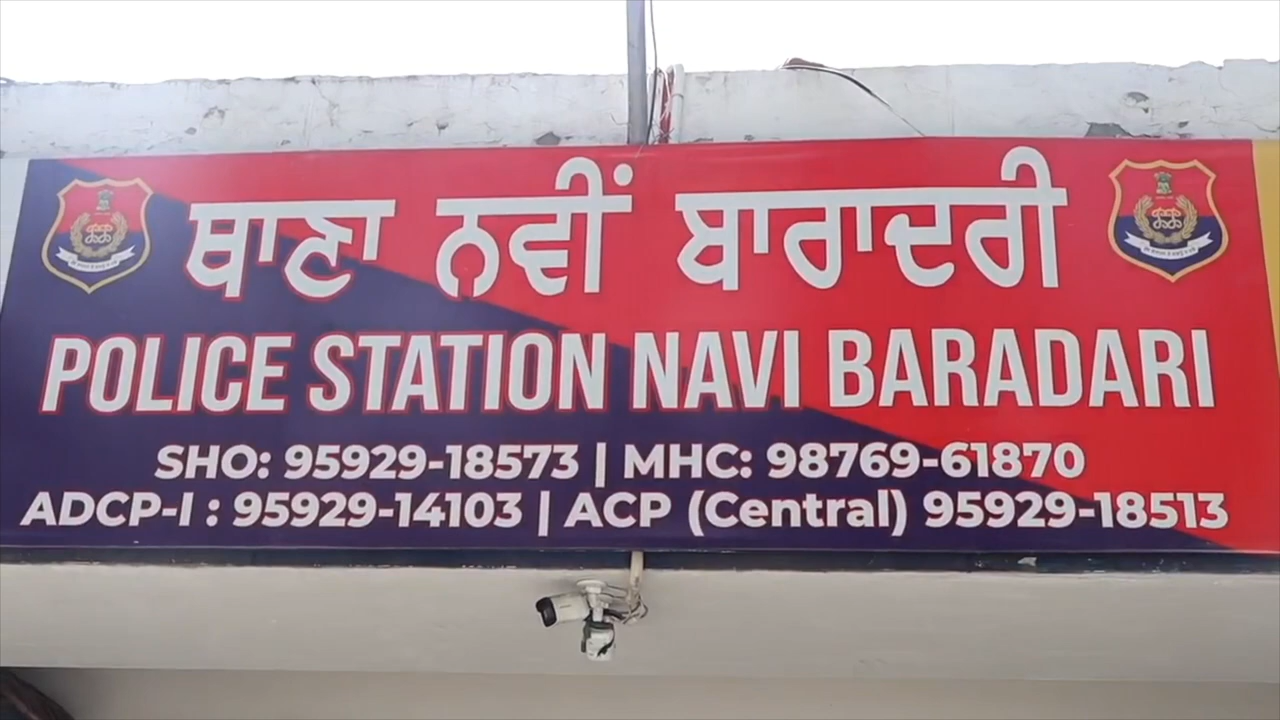 ਥਾਣਾ ਨਵੀਂ ਬਾਰਾਦਰੀ
POLICE STATION NAVI BARADARI
SHO: 95929-18573 | MHC: 98769-61870
ADCP-I : 95929-14103 | ACP (Central) 95929-18513